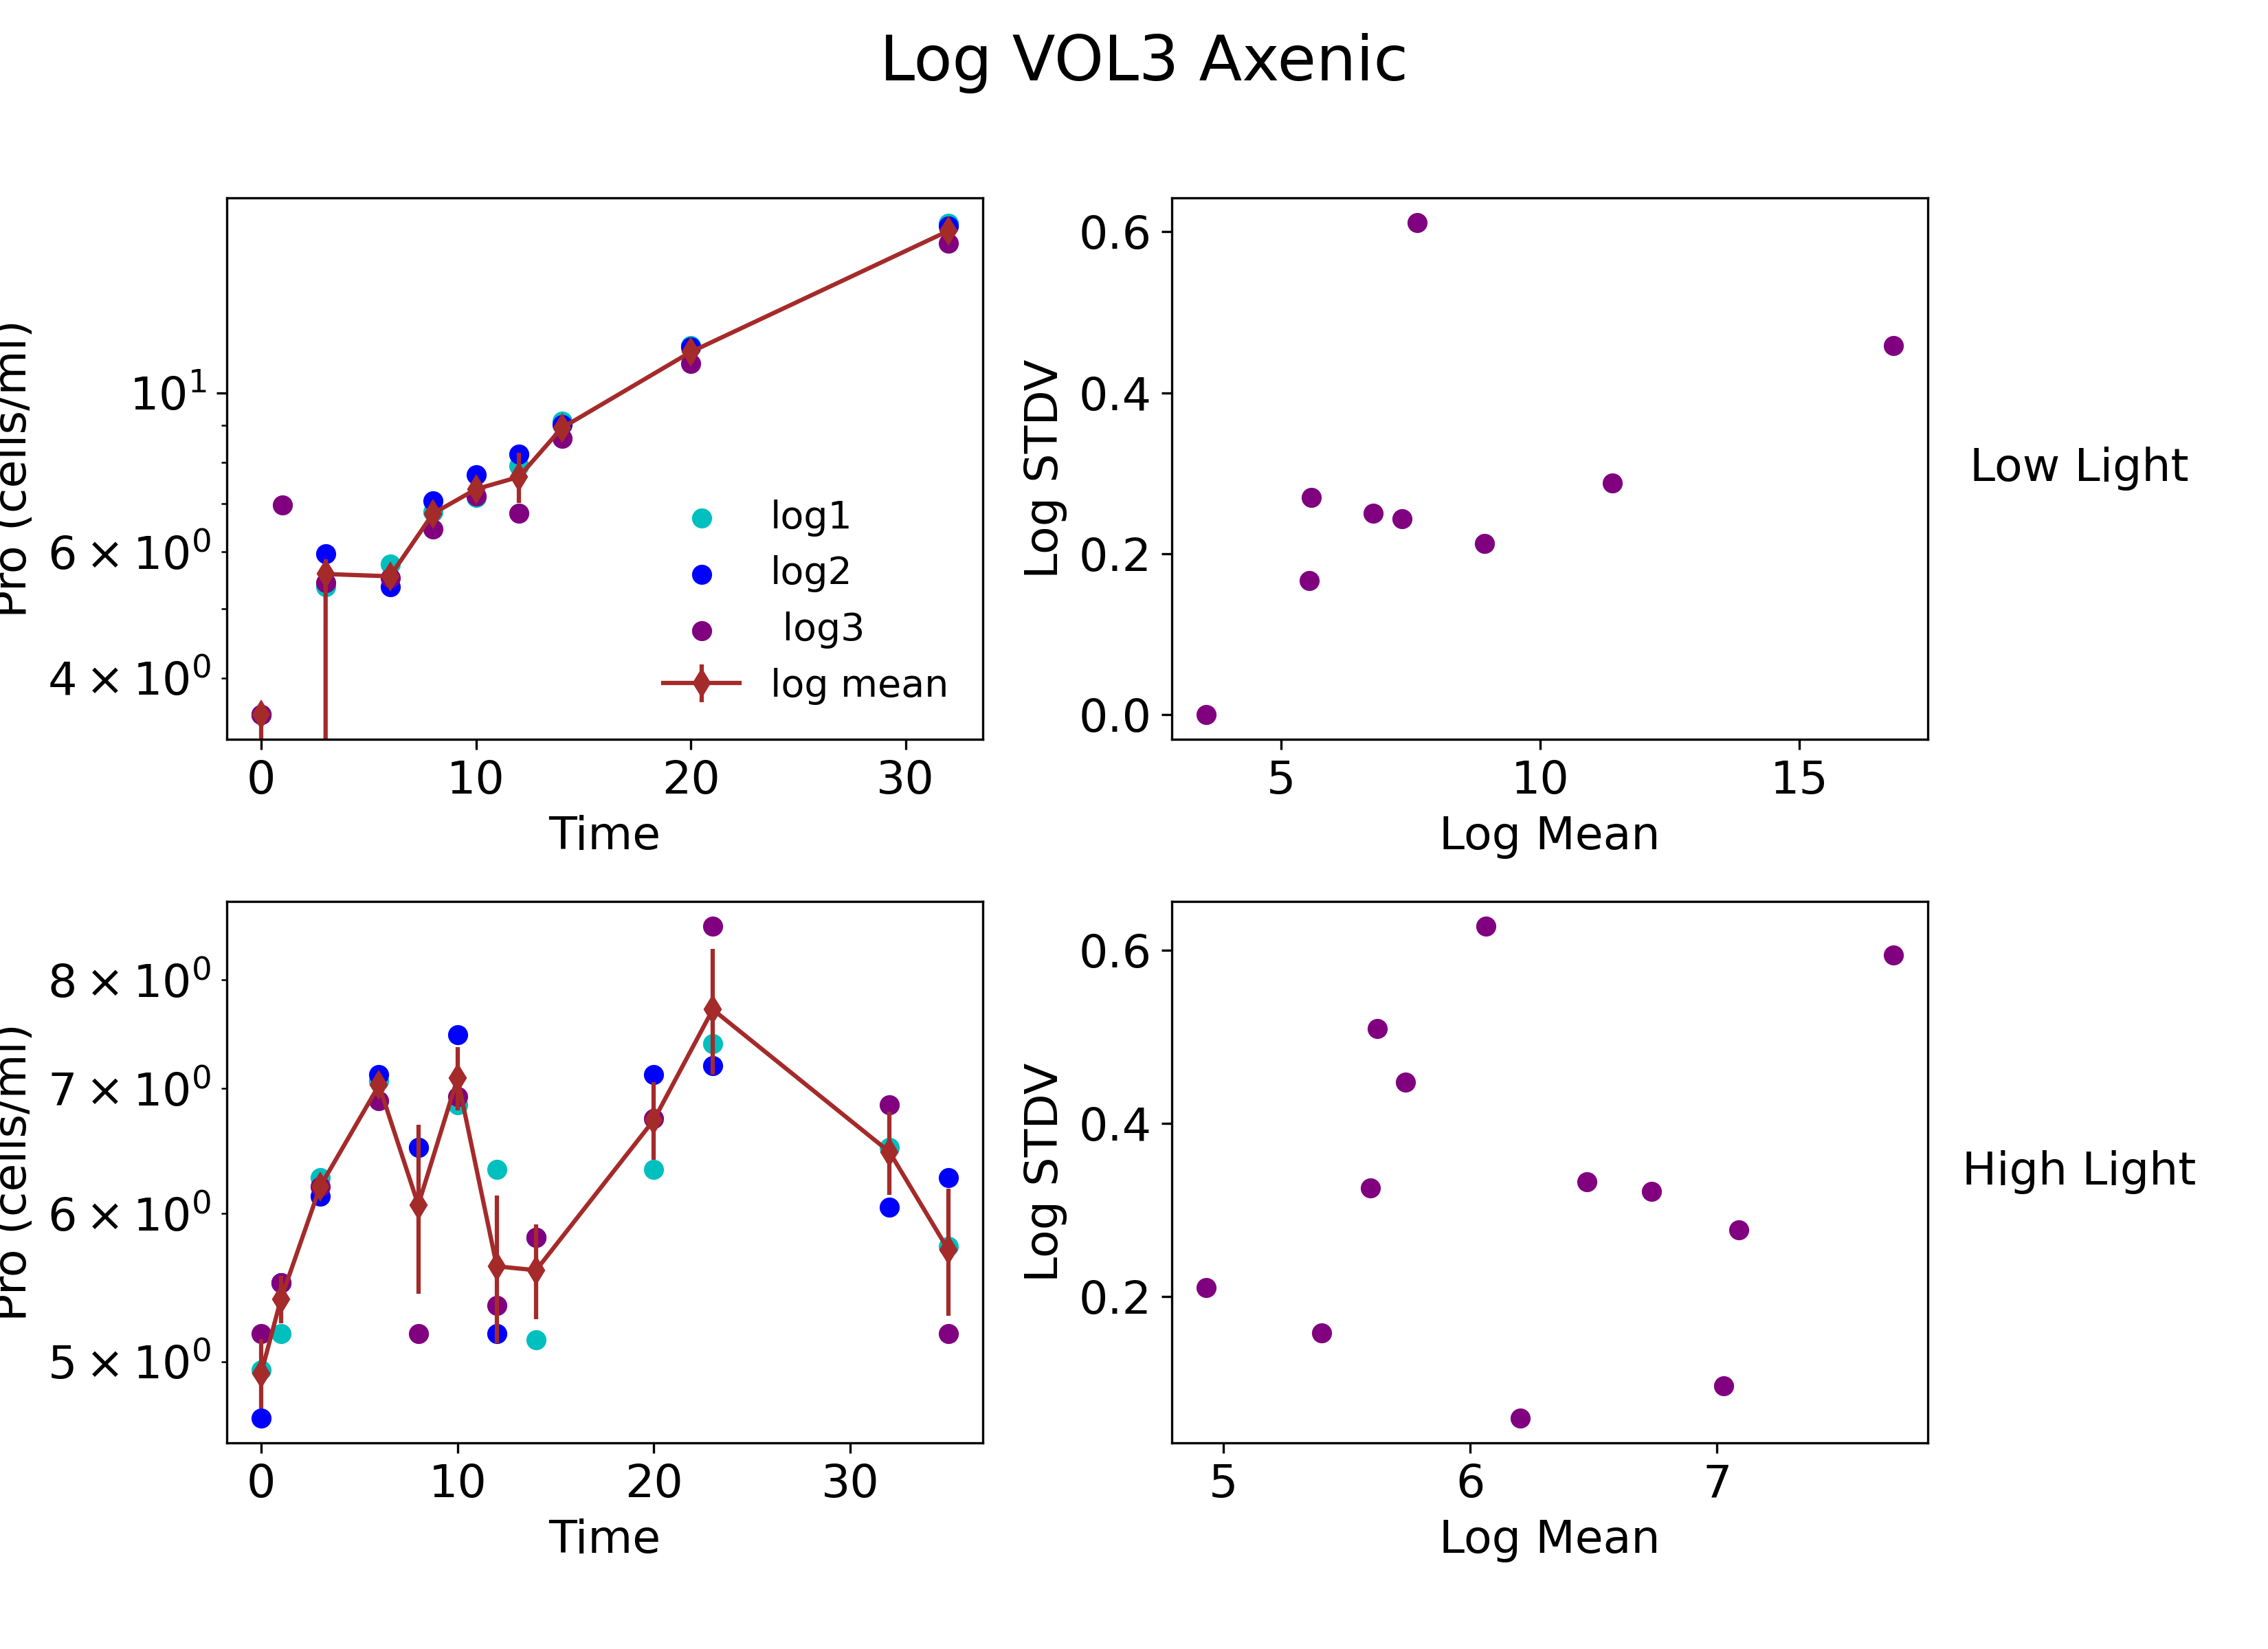 Log VOL3 Axenic
Pro (cells/ml)
10¹
6 × 10⁰
4 × 10⁰
0 10 20 30
Time
log1
log2
log3
log mean
Log STDV
0.6
0.4
0.2
0.0
5 10 15
Log Mean
Low Light
Pro (cells/ml)
8 × 10⁰
7 × 10⁰
6 × 10⁰
5 × 10⁰
0 10 20 30
Time
Log STDV
0.6
0.4
0.2
5 6 7
Log Mean
High Light